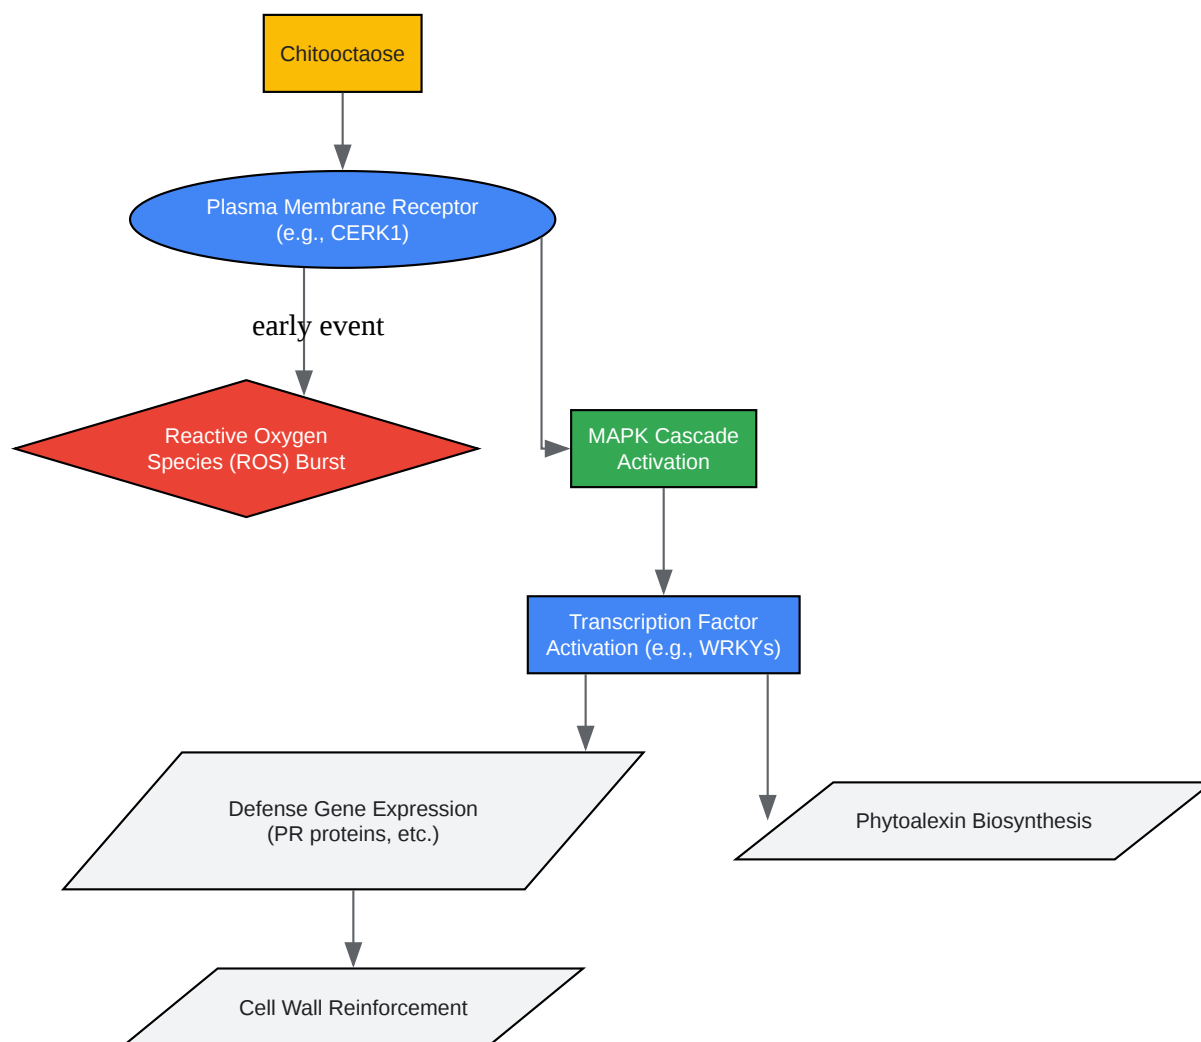 Chitooctaose
Plasma Membrane Receptor
(e.g., CERK1)
early event
Reactive Oxygen
Species (ROS) Burst
MAPK Cascade
Activation
Transcription Factor
Activation (e.g., WRKYs)
Defense Gene Expression
(PR proteins, etc.)
Phytoalexin Biosynthesis
Cell Wall Reinforcement